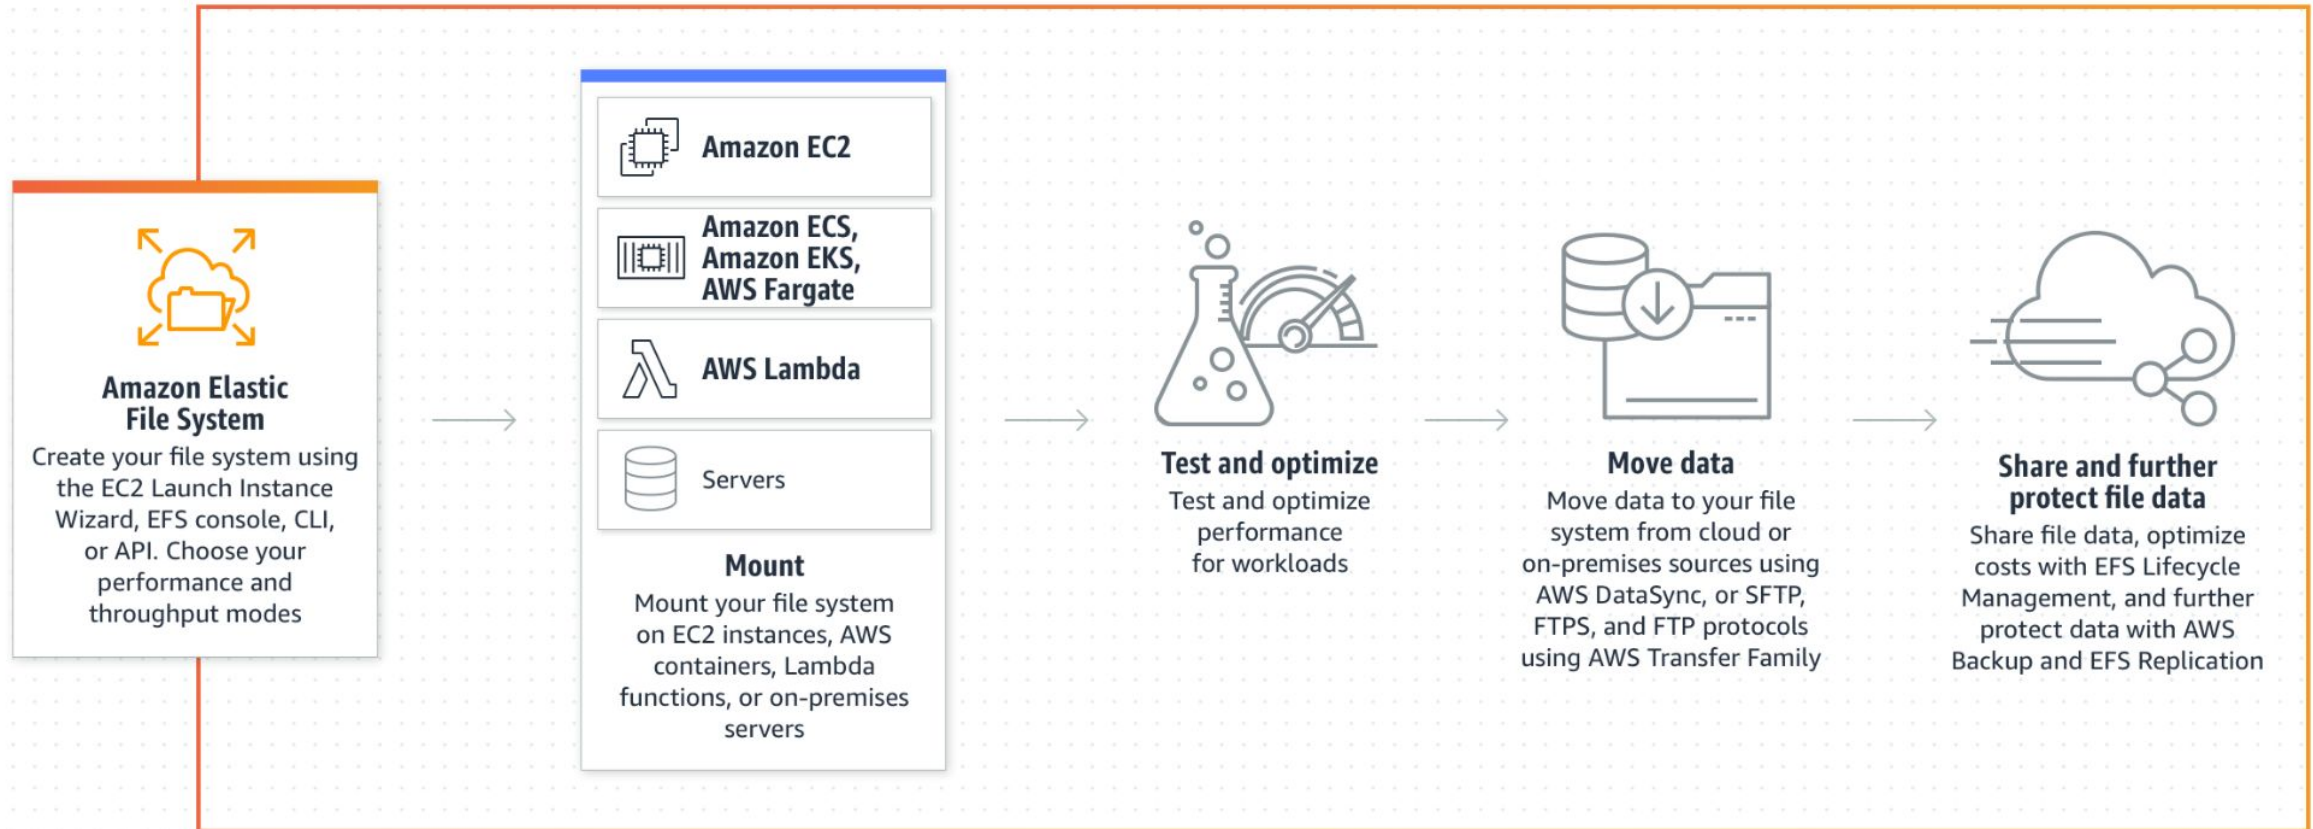 Amazon Elastic
File System
Create your file system using
the EC2 Launch Instance
Wizard, EFS console, CLI,
or API. Choose your
performance and
throughput modes
Amazon EC2
Amazon ECS,
Amazon EKS,
AWS Fargate
AWS Lambda
Servers
Mount
Mount your file system
on EC2 instances, AWS
containers, Lambda
functions, or on-premises
servers
Test and optimize
Test and optimize
performance
for workloads
Move data
Move data to your file
system from cloud or
on-premises sources using
AWS DataSync, or SFTP,
FTPS, and FTP protocols
using AWS Transfer Family
Share and further
protect file data
Share file data, optimize
costs with EFS Lifecycle
Management, and further
protect data with AWS
Backup and EFS Replication